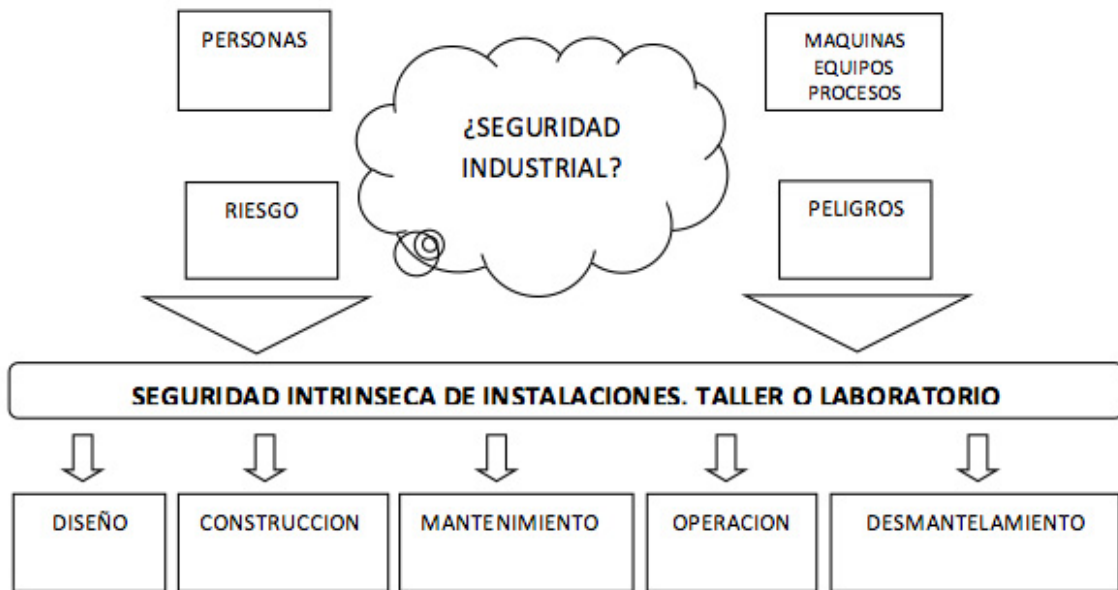 PERSONAS
¿SEGURIDAD
INDUSTRIAL?
MAQUINAS
EQUIPOS
PROCESOS
RIESGO
PELIGROS
SEGURIDAD INTRINSECA DE INSTALACIONES. TALLER O LABORATORIO
DISEÑO
CONSTRUCCION
MANTENIMIENTO
OPERACION
DESMANTELAMIENTO